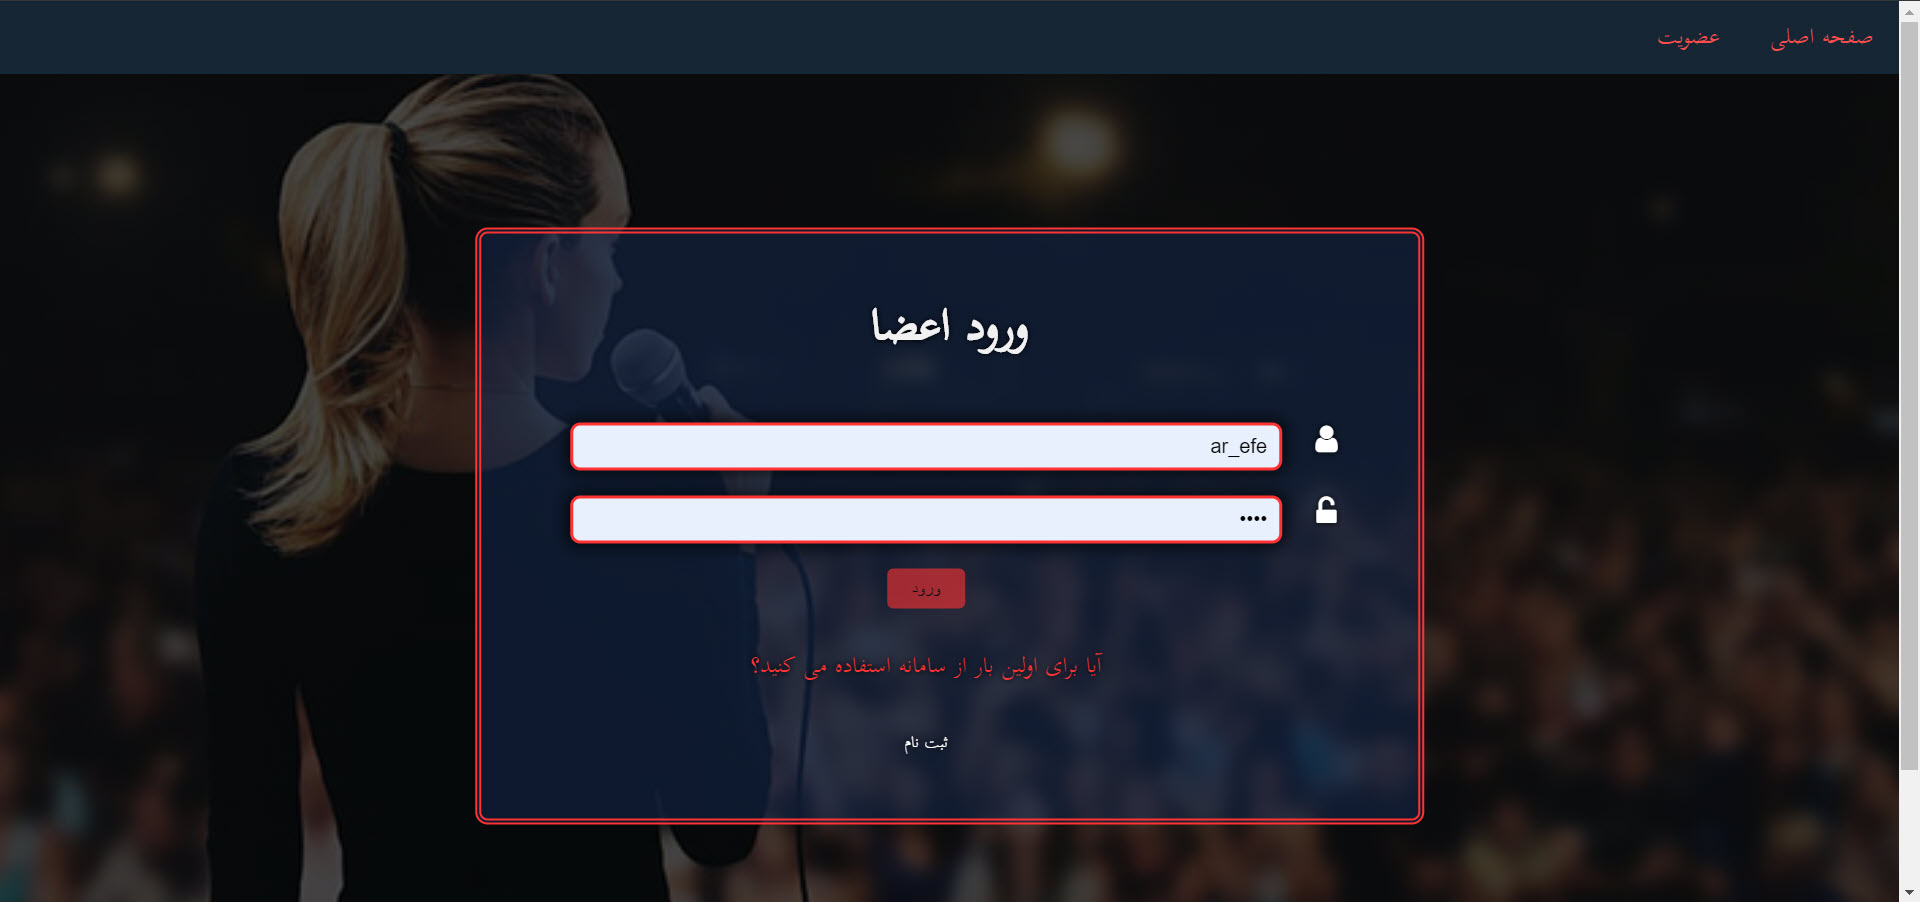 صفحه اصلی
عضویت
ورود اعضا
ar_efe
••••
ورود
آیا برای اولین بار از سامانه استفاده می کنید؟
ثبت نام